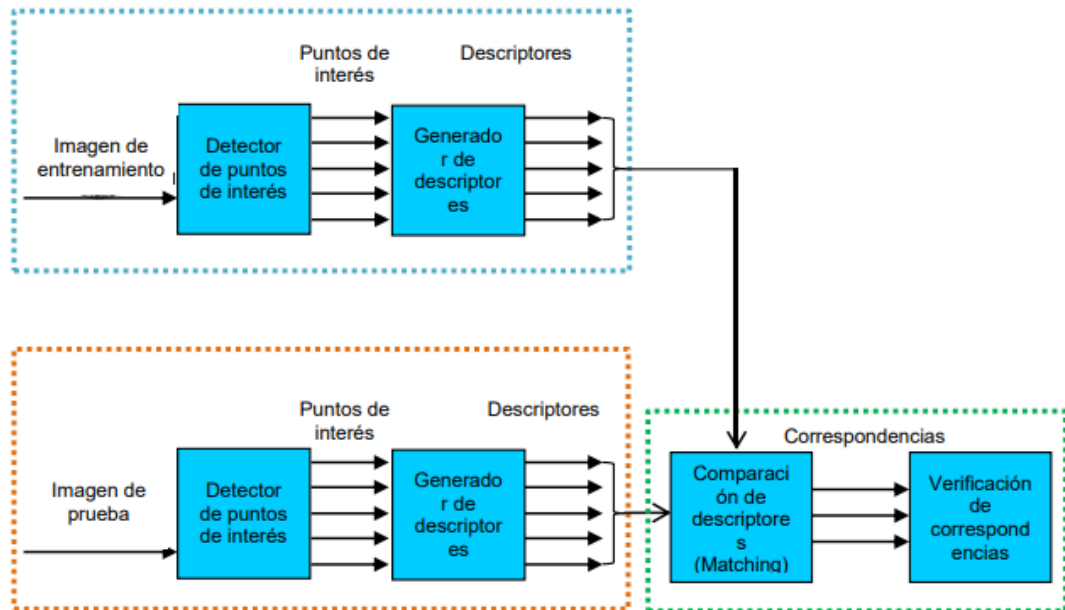 Puntos de
interés
Descriptores
Imagen de
entrenamiento
Detector
de puntos
de interés
Generado
r de
descriptor
es
Puntos de
interés
Descriptores
Imagen de
prueba
Detector
de puntos
de interés
Generado
r de
descriptor
es
Correspondencias
Comparaci
ón de
descriptore
s
(Matching)
Verificación
de
correspond
encias